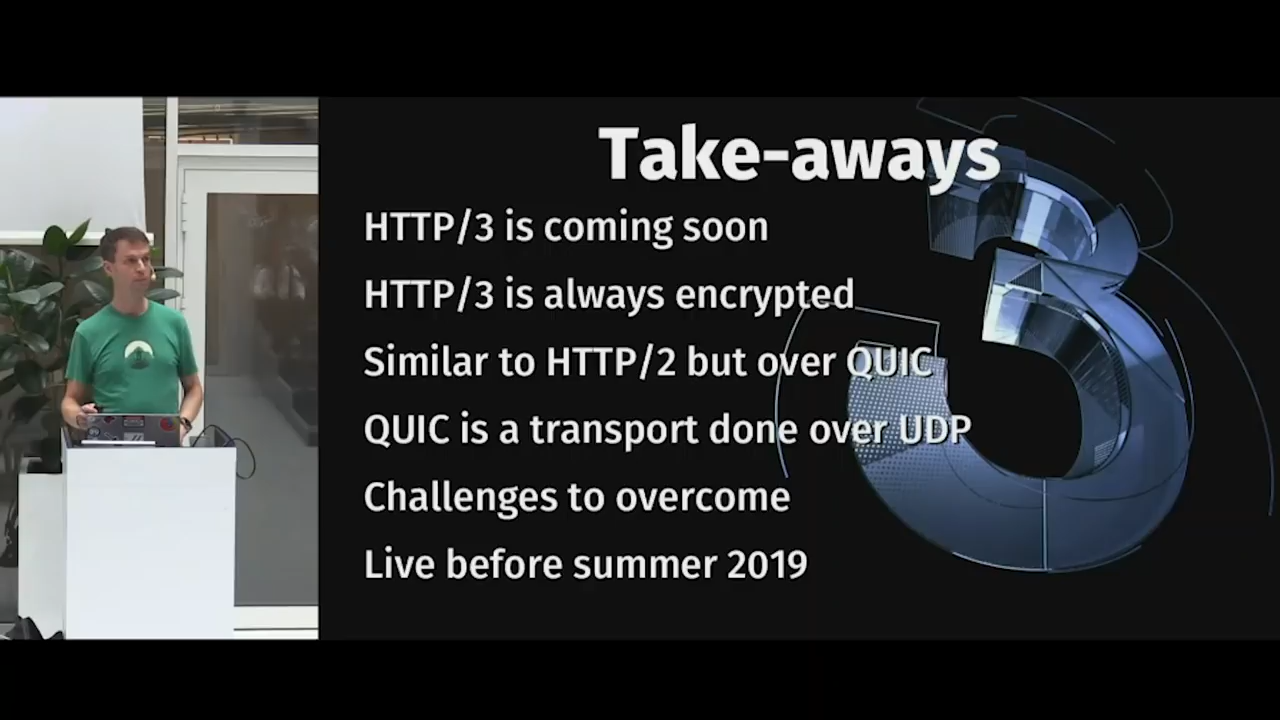 Take-aways
HTTP/3 is coming soon
HTTP/3 is always encrypted
Similar to HTTP/2 but over QUIC
QUIC is a transport done over UDP
Challenges to overcome
Live before summer 2019